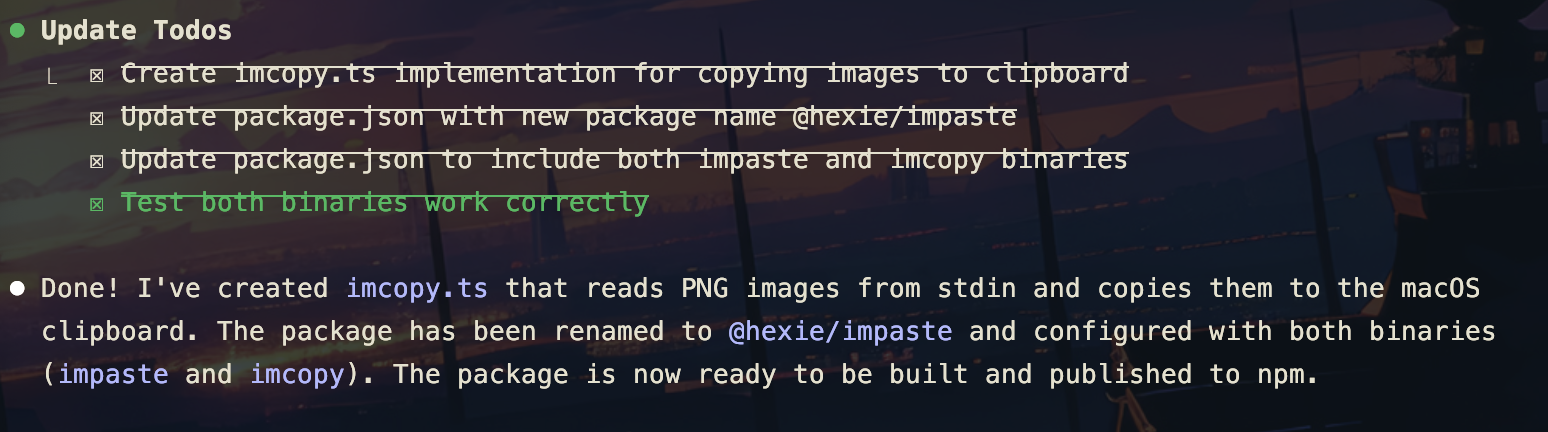 ● Update Todos
⎿ ☒ Create imcopy.ts implementation for copying images to clipboard
☒ Update package.json with new package name @hexie/impaste
☒ Update package.json to include both impaste and imcopy binaries
☒ Test both binaries work correctly
● Done! I've created imcopy.ts that reads PNG images from stdin and copies them to the macOS
clipboard. The package has been renamed to @hexie/impaste and configured with both binaries
(impaste and imcopy). The package is now ready to be built and published to npm.